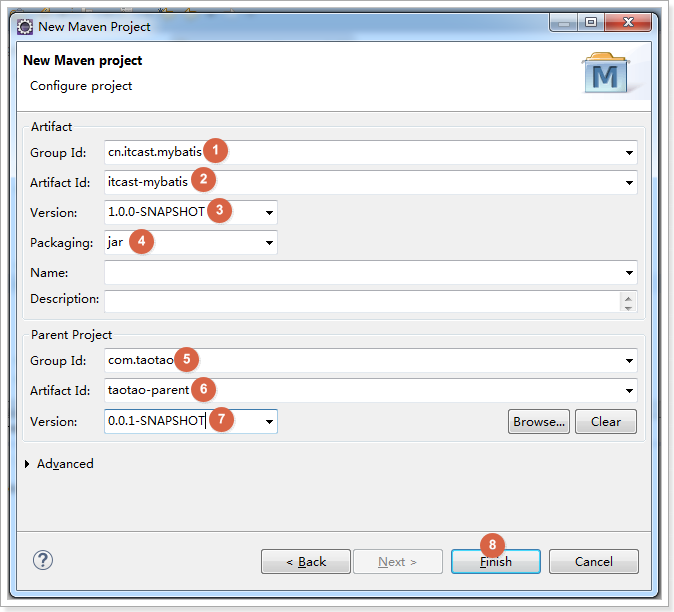 New Maven Project
New Maven project
Configure project
M
Artifact
Group Id: cn.itcast.mybatis 1
Artifact Id: itcast-mybatis 2
Version: 1.0.0-SNAPSHOT 3
Packaging: jar 4
Name:
Description:
Parent Project
Group Id: com.taotao 5
Artifact Id: taotao-parent 6
Version: 0.0.1-SNAPSHOT 7 Browse... Clear
Advanced
8
? < Back Next > Finish Cancel